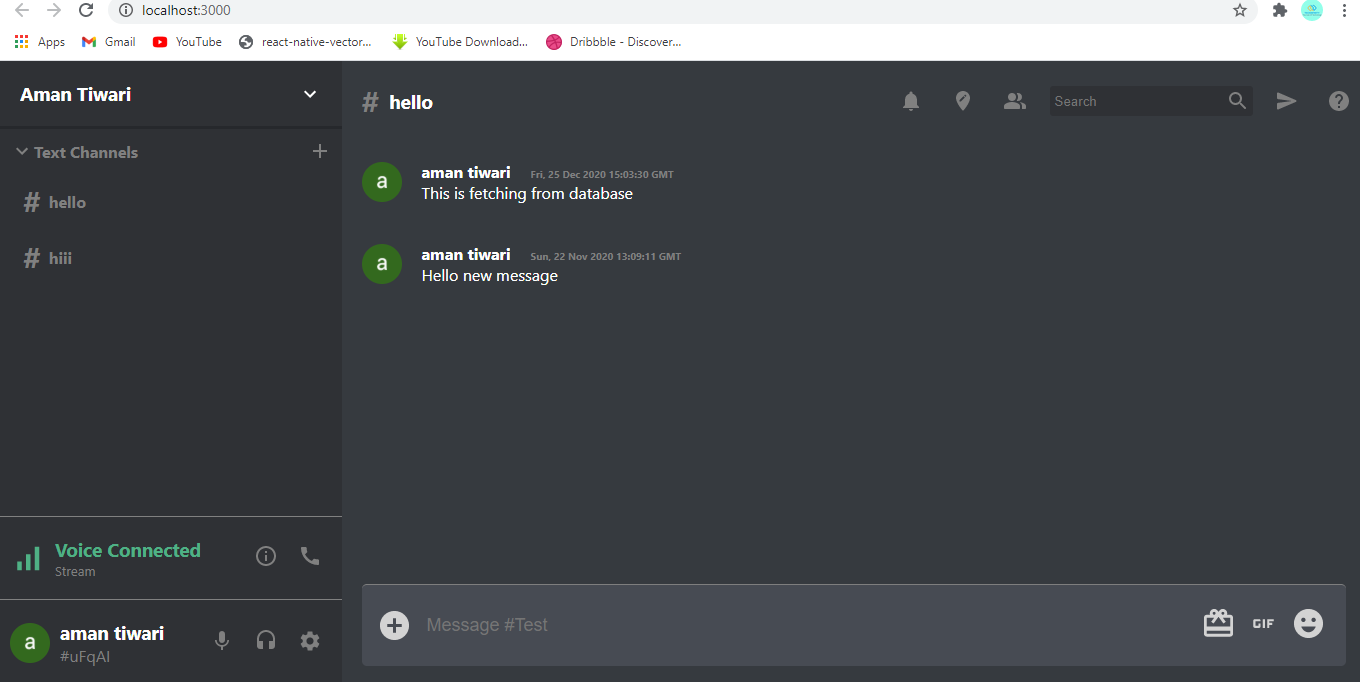 localhost:3000
Apps Gmail YouTube react-native-vector... YouTube Download... Dribbble - Discover...
Aman Tiwari
Text Channels
# hello
# hiii
Voice Connected
Stream
a aman tiwari
#uFqAI
# hello
Search
a aman tiwari Fri, 25 Dec 2020 15:03:30 GMT
This is fetching from database
a aman tiwari Sun, 22 Nov 2020 13:09:11 GMT
Hello new message
Message #Test GIF